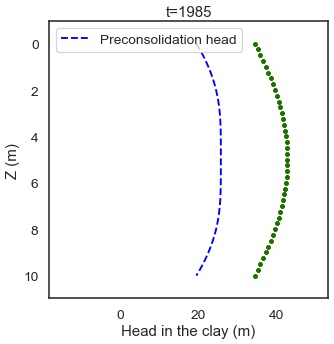 t=1985
Preconsolidation head
0
2
4
6
8
10
Z (m)
0 20 40
Head in the clay (m)